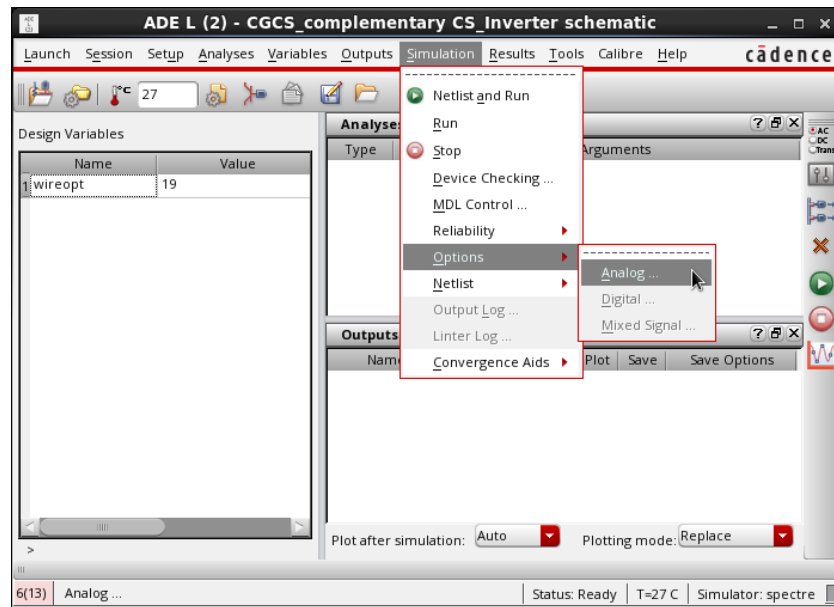 ADE L (2) - CGCS_complementary CS_Inverter schematic
Launch Session Setup Analyses Variables Outputs Simulation Results Tools Calibre Help
cādence
°C 27
Design Variables
Name Value
1 wireopt 19
>
Analyses
Type Arguments
Netlist and Run
Run
Stop
Device Checking ...
MDL Control ...
Reliability
Options
Netlist
Output Log ...
Linter Log ...
Convergence Aids
Analog ...
Digital ...
Mixed Signal ...
Outputs
Name Plot Save Save Options
Plot after simulation: Auto Plotting mode: Replace
AC
DC
Trans
6(13) Analog ... Status: Ready T=27 C Simulator: spectre